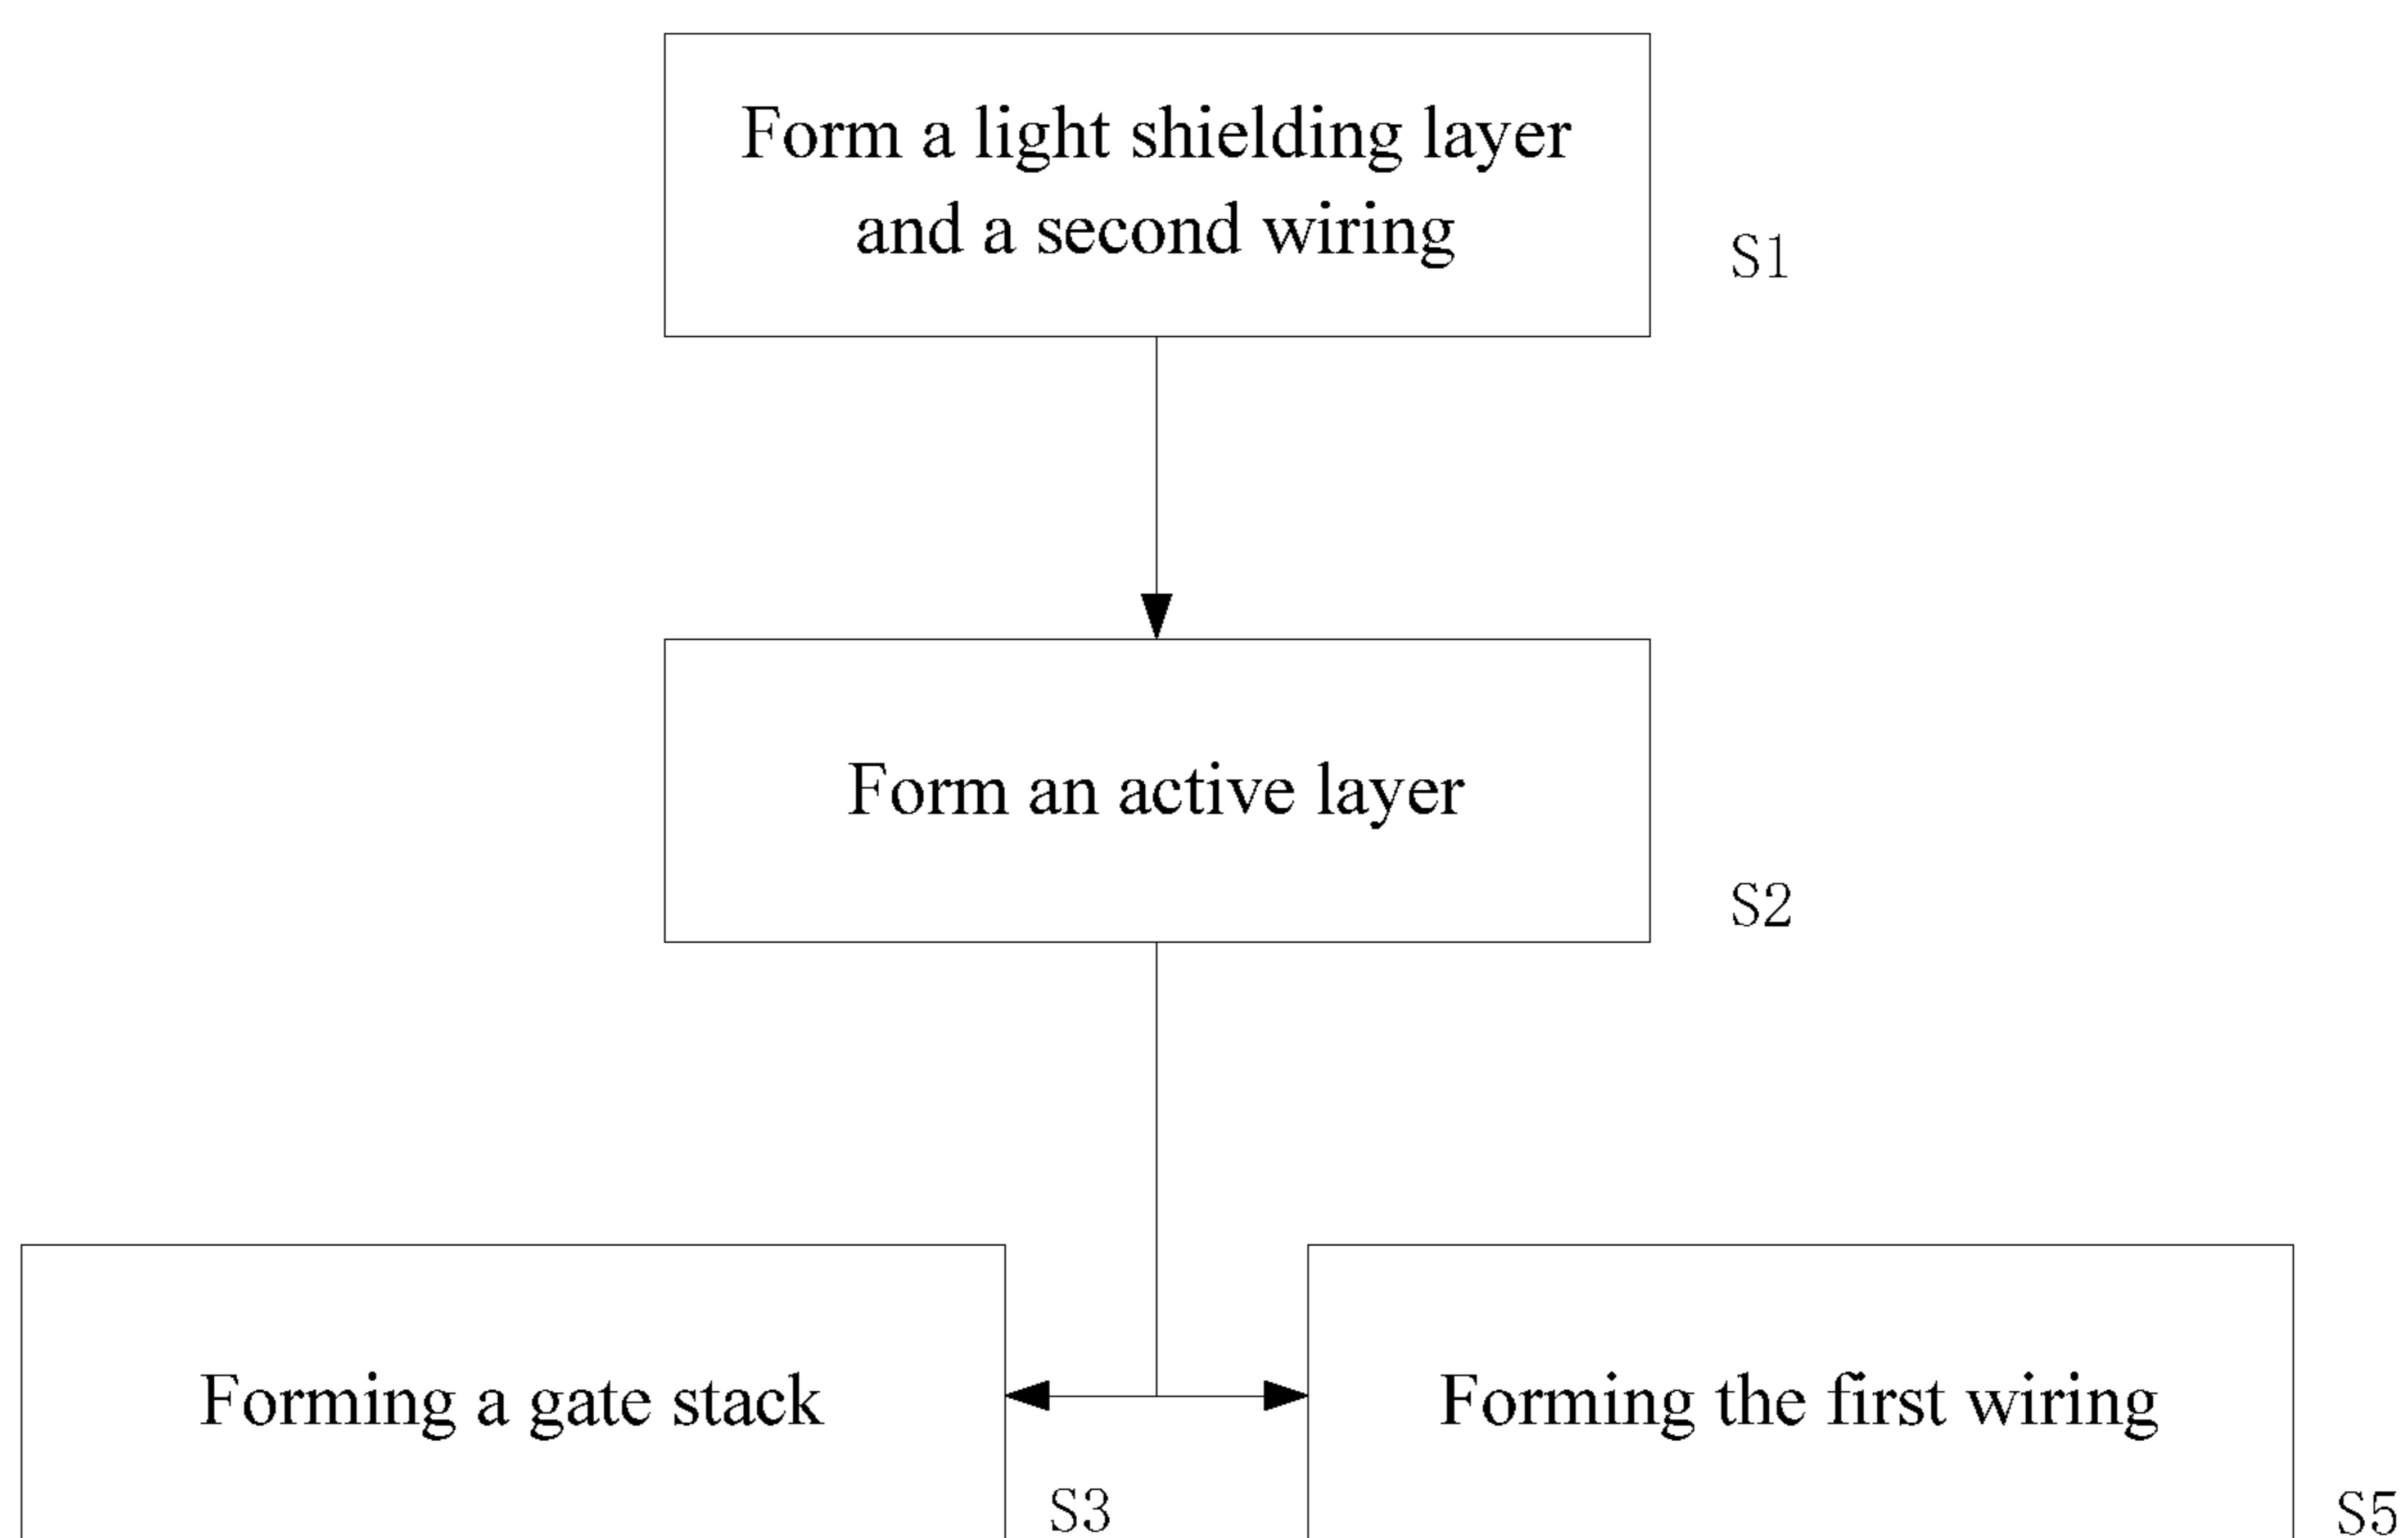 Form a light shielding layer
and a second wiring
S1
Form an active layer
S2
Forming a gate stack
S3
Forming the first wiring
S5